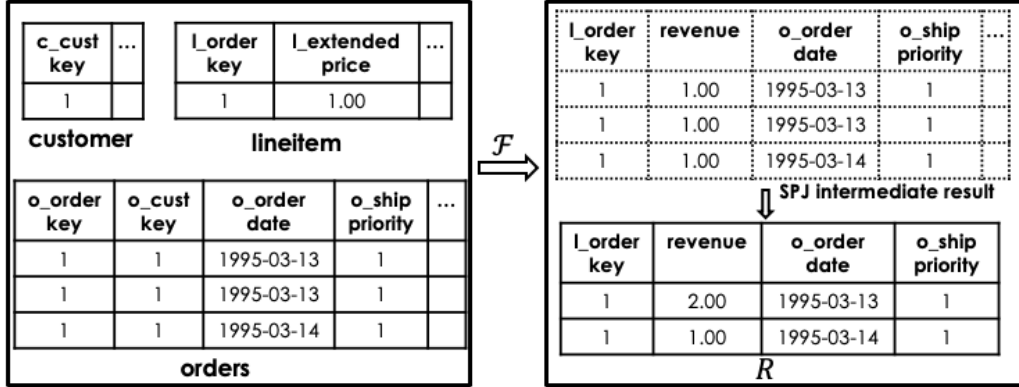 c_cust key ...
1
customer
l_order key l_extended price ...
1 1.00
lineitem
o_order key o_cust key o_order date o_ship priority ...
1 1 1995-03-13 1
1 1 1995-03-13 1
1 1 1995-03-14 1
orders
ℱ
l_order key revenue o_order date o_ship priority ...
1 1.00 1995-03-13 1
1 1.00 1995-03-13 1
1 1.00 1995-03-14 1
SPJ intermediate result
l_order key revenue o_order date o_ship priority
1 2.00 1995-03-13 1
1 1.00 1995-03-14 1
R